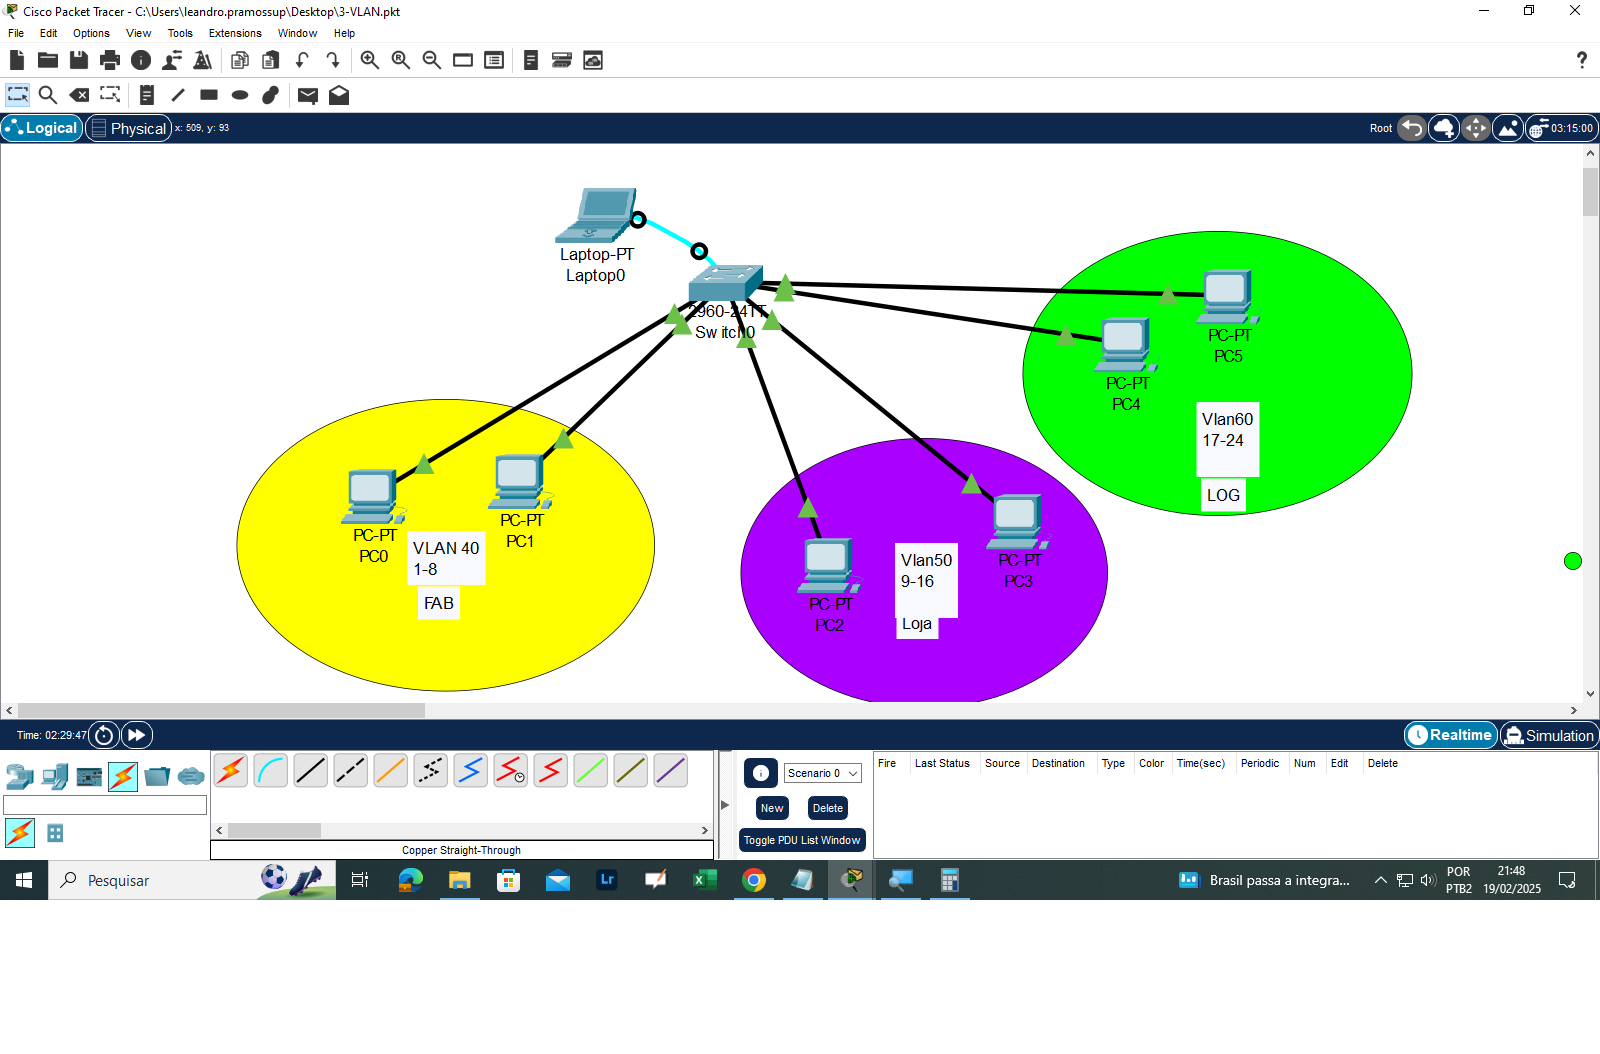 Cisco Packet Tracer - C:\Users\leandro.pramossup\Desktop\3-VLAN.pkt
File Edit Options View Tools Extensions Window Help
Logical Physical x: 509, y: 93 Root 03:15:00
Laptop-PT
Laptop0
2960-24TT
Switch0
PC-PT
PC5
PC-PT
PC4
Vlan60
17-24
LOG
PC-PT
PC0
PC-PT
PC1
VLAN 40
1-8
FAB
PC-PT
PC2
Vlan50
9-16
Loja
PC-PT
PC3
Time: 02:29:47 Realtime Simulation
Scenario 0
New Delete
Toggle PDU List Window
Fire Last Status Source Destination Type Color Time(sec) Periodic Num Edit Delete
Copper Straight-Through
Pesquisar
Lr
Brasil passa a integra...
POR
PTB2
21:48
19/02/2025